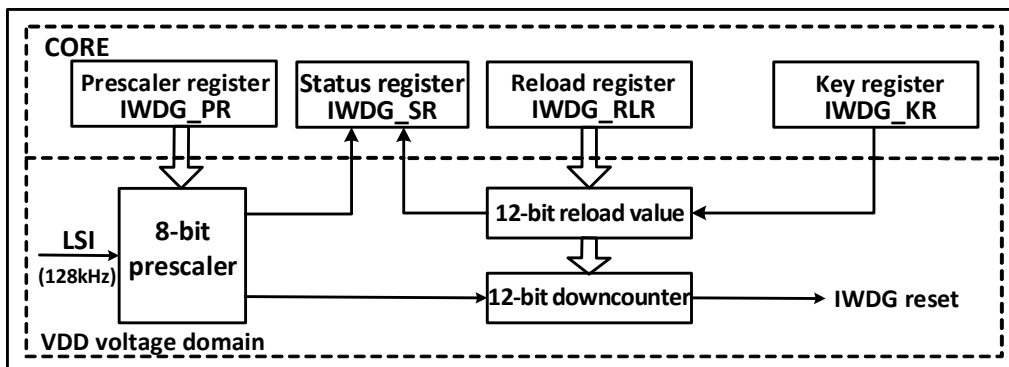 CORE
Prescaler register
IWDG_PR
Status register
IWDG_SR
Reload register
IWDG_RLR
Key register
IWDG_KR
LSI
(128kHz)
8-bit
prescaler
12-bit reload value
12-bit downcounter
IWDG reset
VDD voltage domain